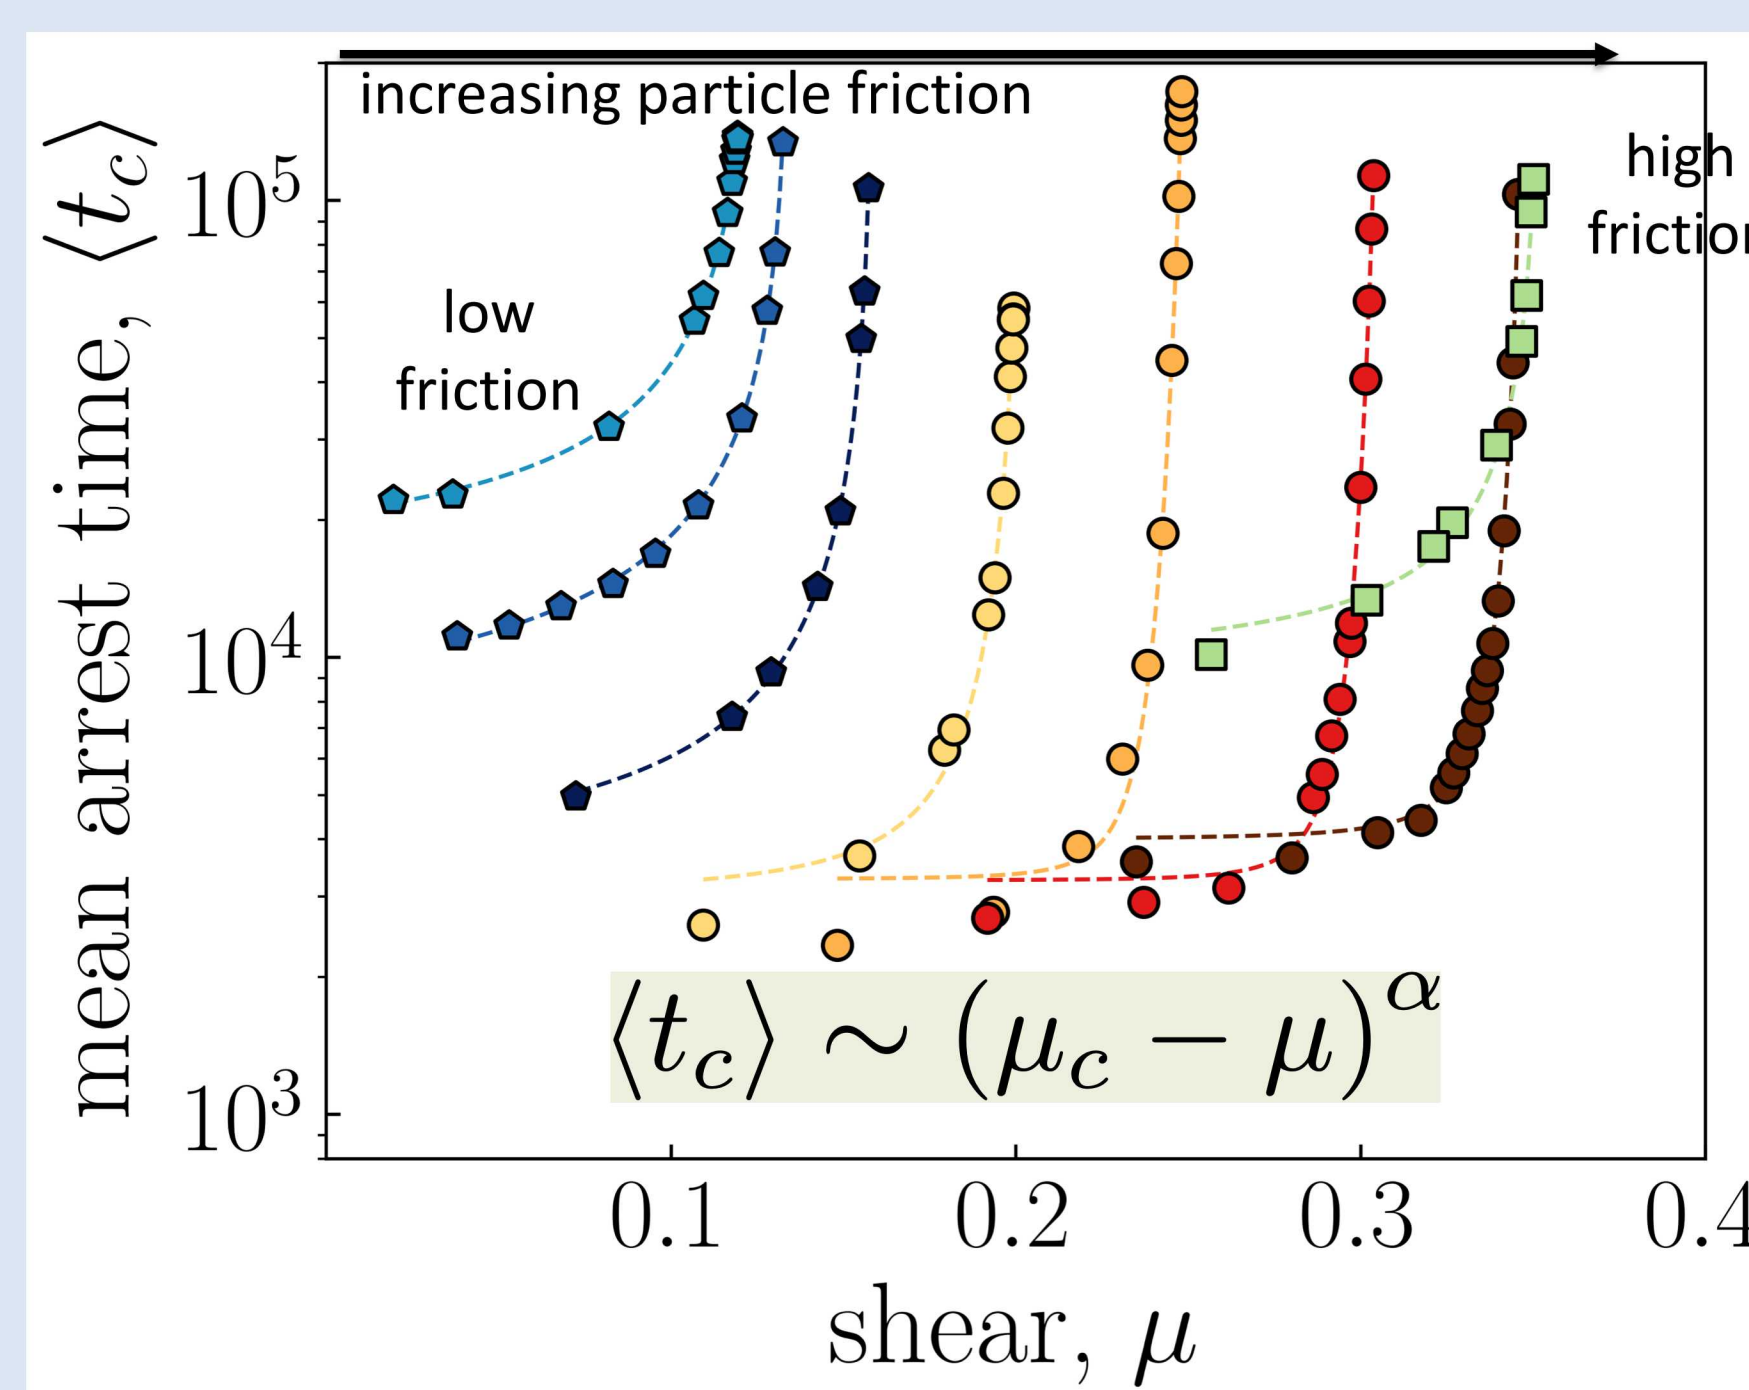 increasing particle friction
high
friction
low
friction
mean arrest time, ⟨t_c⟩
10^5
10^4
10^3
⟨t_c⟩ ∼ (μ_c − μ)^α
0.1 0.2 0.3 0.4
shear, μ